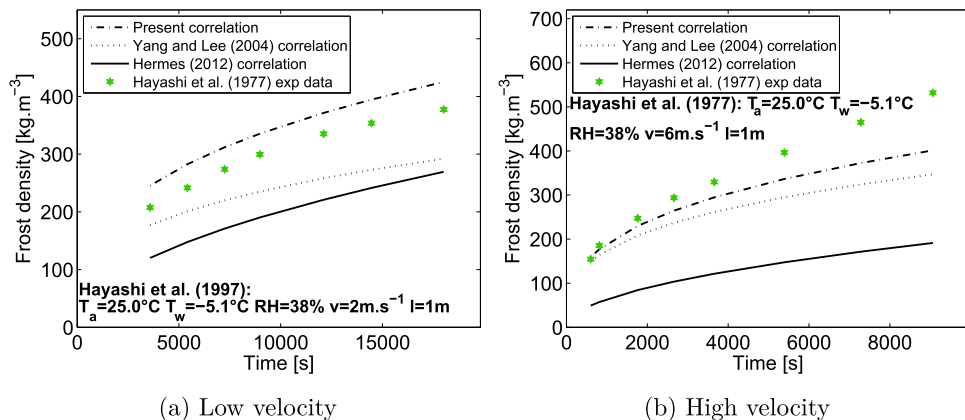 Present correlation
Yang and Lee (2004) correlation
Hermes (2012) correlation
Hayashi et al. (1977) exp data
Frost density [kg.m−3]
500
400
300
200
100
0
Hayashi et al. (1997):
Ta=25.0°C Tw=−5.1°C RH=38% v=2m.s−1 l=1m
5000 10000 15000
Time [s]
(a) Low velocity
Present correlation
Yang and Lee (2004) correlation
Hermes (2012) correlation
Hayashi et al. (1977) exp data
Hayashi et al. (1977): Ta=25.0°C Tw=−5.1°C
RH=38% v=6m.s−1 l=1m
Frost density [kg.m−3]
700
600
500
400
300
200
100
0
0 2000 4000 6000 8000
Time [s]
(b) High velocity